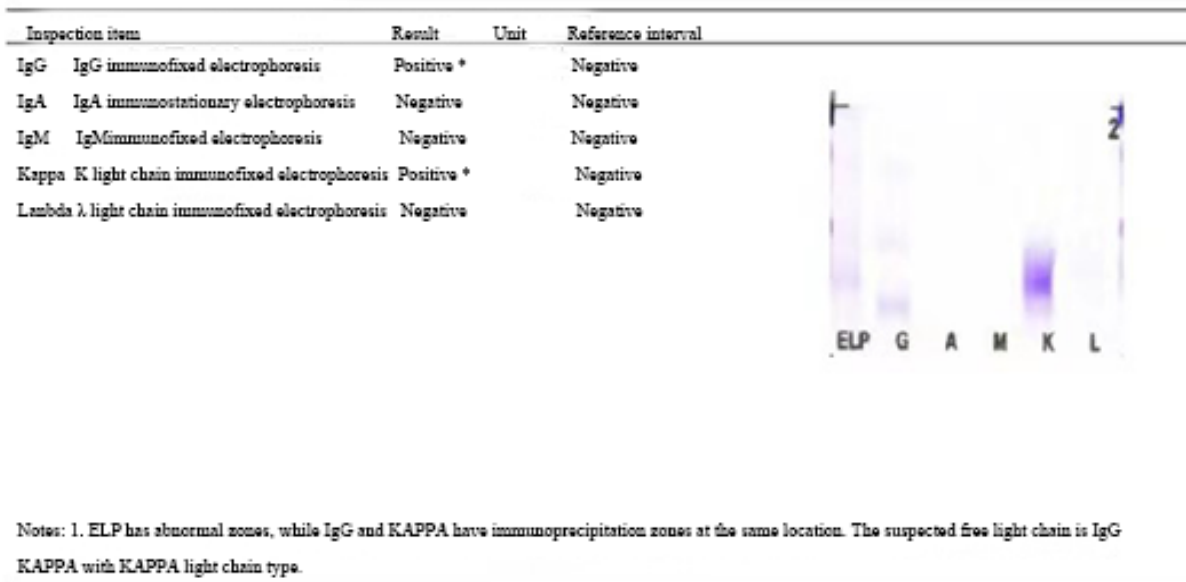 Inspection item Result Unit Reference interval
IgG IgG immunofixed electrophoresis Positive * Negative
IgA IgA immunostationary electrophoresis Negative Negative
IgM IgMimmunofixed electrophoresis Negative Negative
Kappa K light chain immunofixed electrophoresis Positive * Negative
Lanbda λ light chain immunofixed electrophoresis Negative Negative
2
ELP G A M K L
Notes: 1. ELP has abnormal zones, while IgG and KAPPA have immunoprecipitation zones at the same location. The suspected free light chain is IgG
KAPPA with KAPPA light chain type.